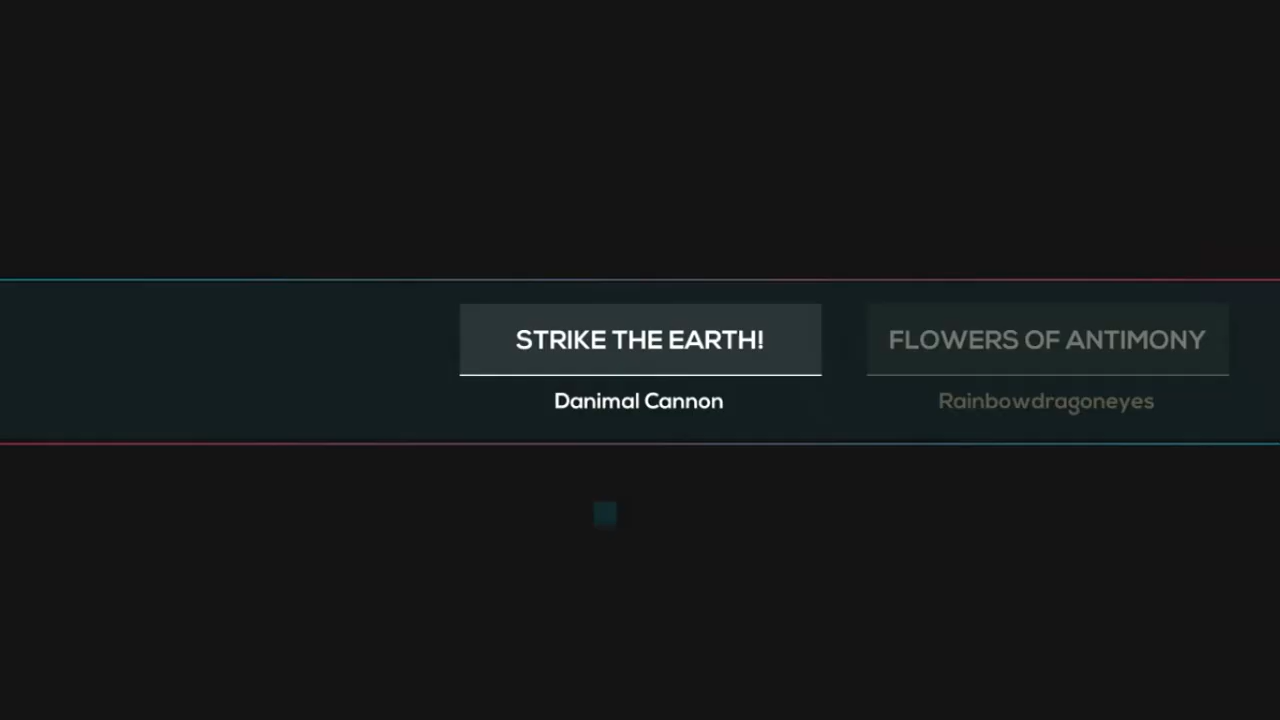 STRIKE THE EARTH!
Danimal Cannon
FLOWERS OF ANTIMONY
Rainbowdragoneyes